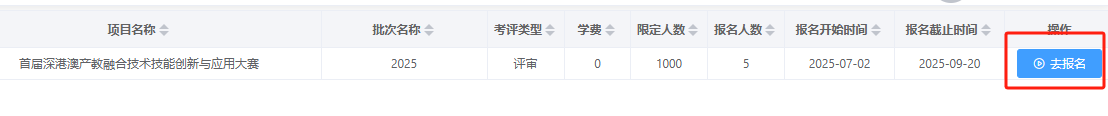 项目名称 批次名称 考评类型 学费 限定人数 报名人数 报名开始时间 报名截止时间 操作
首届深港澳产教融合技术技能创新与应用大赛 2025 评审 0 1000 5 2025-07-02 2025-09-20 去报名